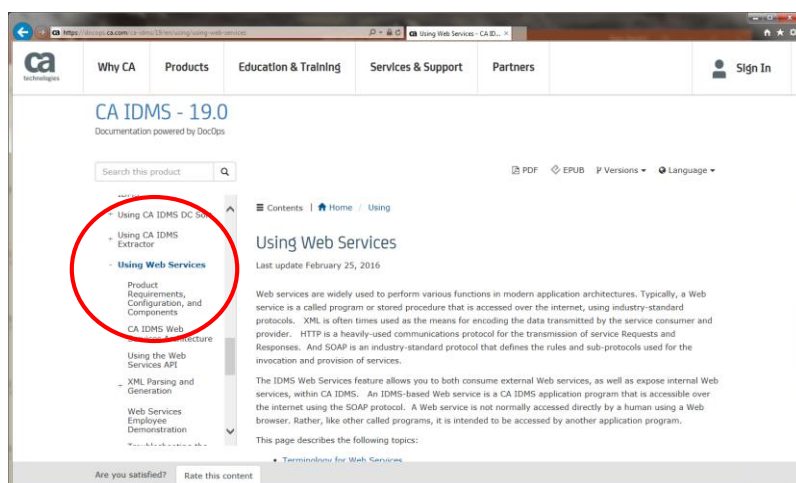 https://docops.ca.com/ca-idms/19/en/using/using-web-services
ca Using Web Services - CA ID...
ca
technologies
Why CA
Products
Education & Training
Services & Support
Partners
Sign In
CA IDMS - 19.0
Documentation powered by DocOps
Search this product
PDF
EPUB
Versions
Language
Using CA IDMS DC Sort
Using CA IDMS
Extractor
- Using Web Services
Product
Requirements,
Configuration, and
Components
CA IDMS Web
Services Architecture
Using the Web
Services API
XML Parsing and
Generation
Web Services
Employee
Demonstration
Troubleshooting the
Contents | Home / Using
Using Web Services
Last update February 25, 2016
Web services are widely used to perform various functions in modern application architectures. Typically, a Web
service is a called program or stored procedure that is accessed over the internet, using industry-standard
protocols. XML is often times used as the means for encoding the data transmitted by the service consumer and
provider. HTTP is a heavily-used communications protocol for the transmission of service Requests and
Responses. And SOAP is an industry-standard protocol that defines the rules and sub-protocols used for the
invocation and provision of services.
The IDMS Web Services feature allows you to both consume external Web services, as well as expose internal Web
services, within CA IDMS. An IDMS-based Web service is a CA IDMS application program that is accessible over
the internet using the SOAP protocol. A Web service is not normally accessed directly by a human using a Web
browser. Rather, like other called programs, it is intended to be accessed by another application program.
This page describes the following topics:
• Terminology for Web Services
Are you satisfied?
Rate this content